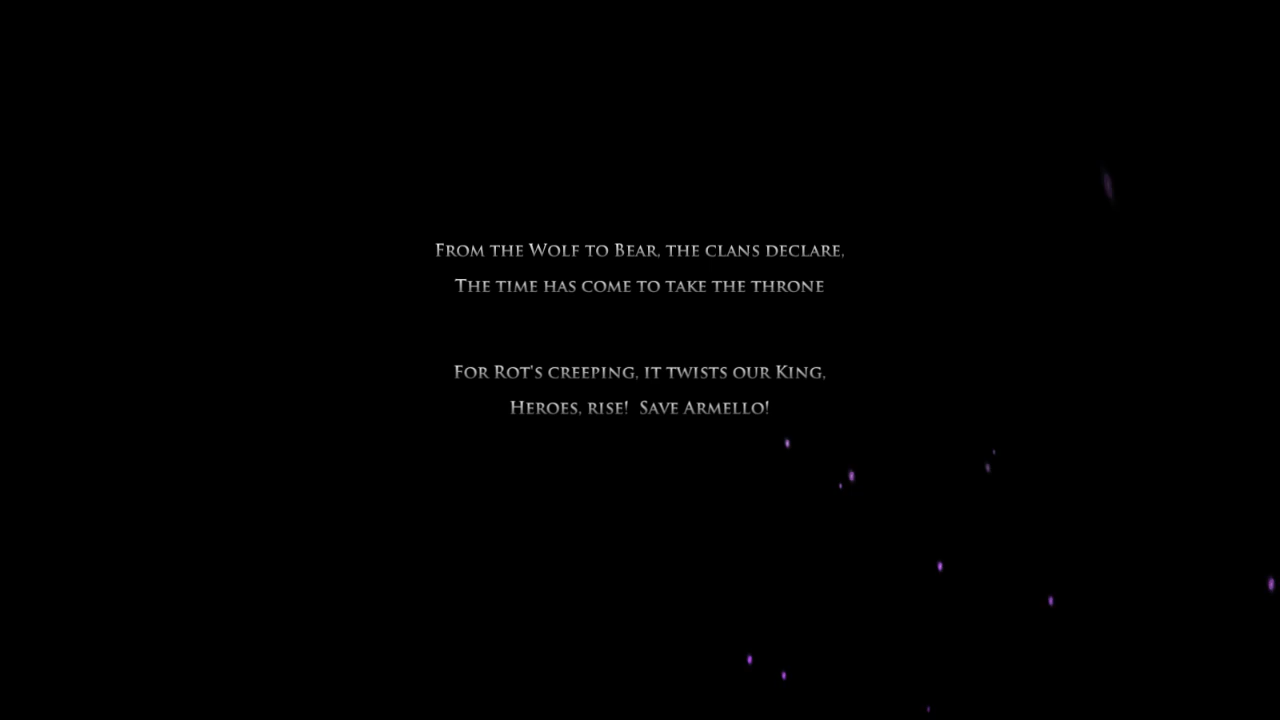 From the Wolf to Bear, the clans declare,
The time has come to take the throne
For Rot's creeping, it twists our King,
Heroes, rise!  Save Armello!